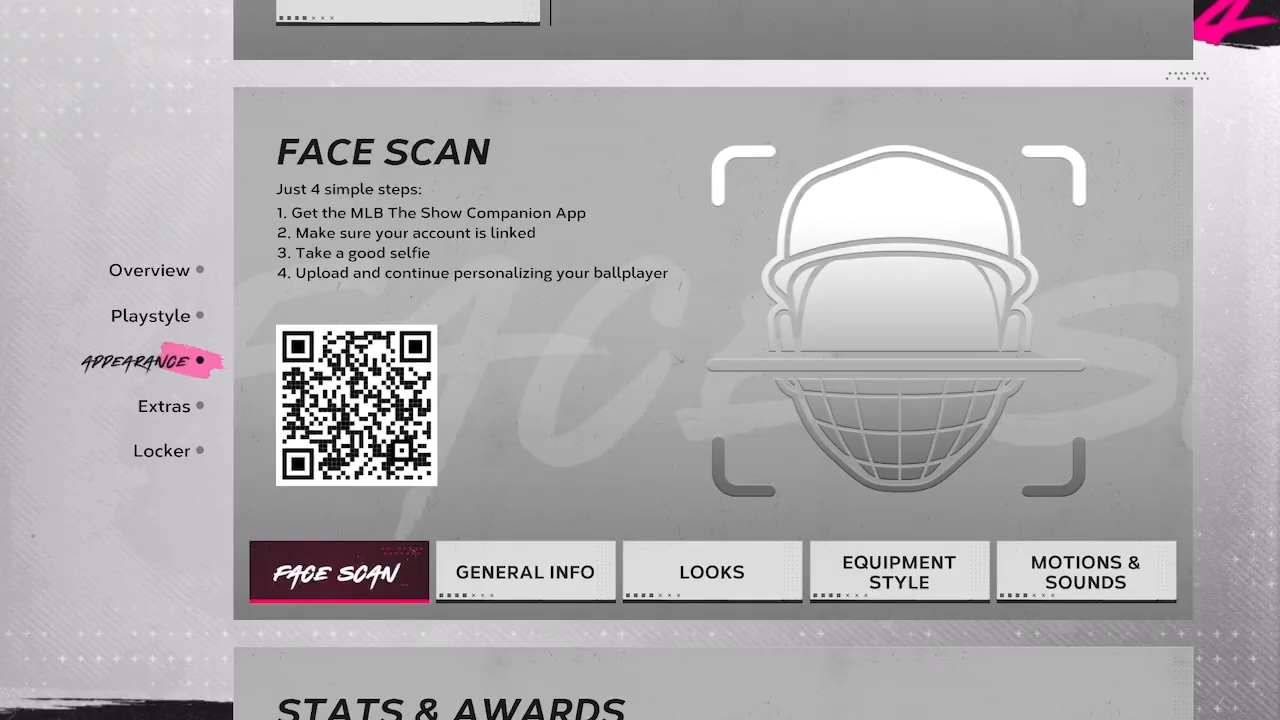 FACE SCAN
Just 4 simple steps:
1. Get the MLB The Show Companion App
2. Make sure your account is linked
3. Take a good selfie
4. Upload and continue personalizing your ballplayer
Overview
Playstyle
APPEARANCE
Extras
Locker
FACE SCAN
GENERAL INFO
LOOKS
EQUIPMENT
STYLE
MOTIONS &
SOUNDS
STATS & AWARDS